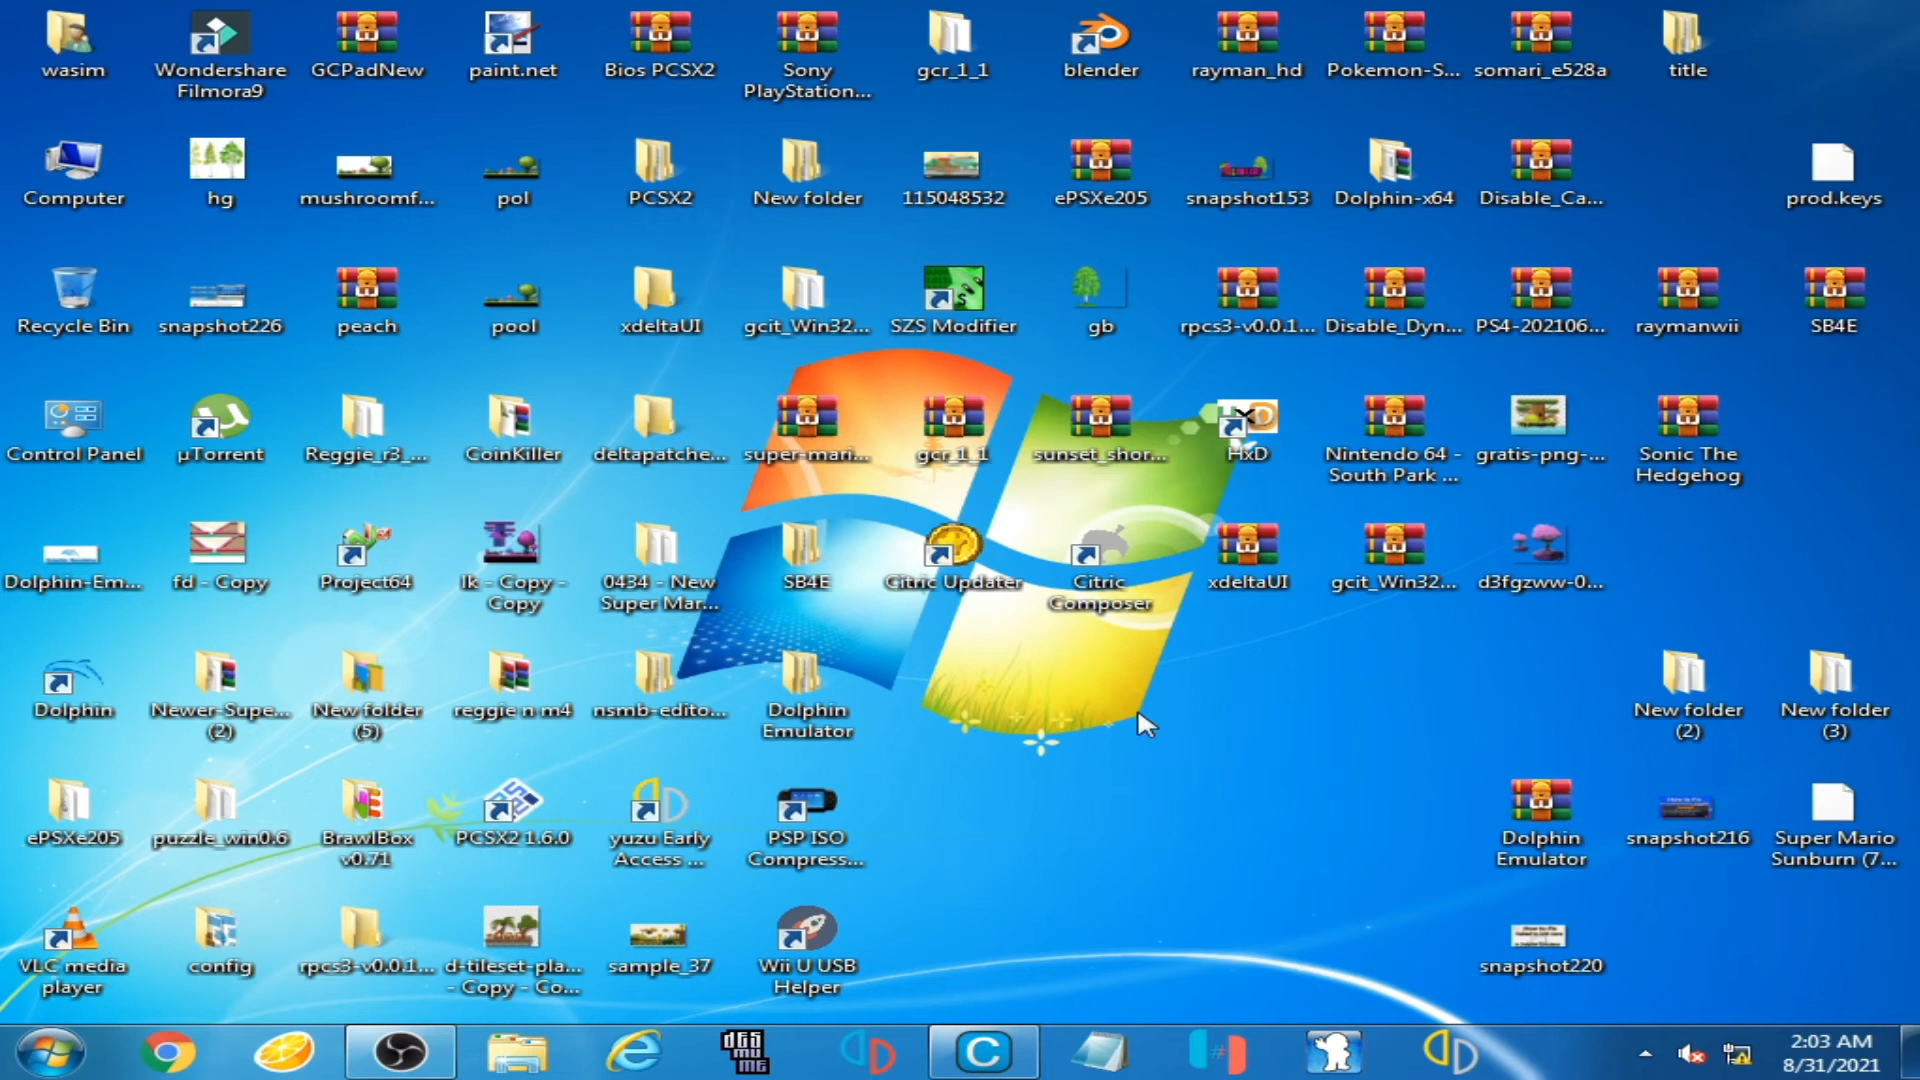 wasim
Wondershare
Filmora9
GCPadNew
paint.net
Bios PCSX2
Sony
PlayStation...
gcr_1_1
blender
rayman_hd
Pokemon-S...
somari_e528a
title
Computer
hg
mushroomf...
pol
PCSX2
New folder
115048532
ePSXe205
snapshot153
Dolphin-x64
Disable_Ca...
prod.keys
Recycle Bin
snapshot226
peach
pool
xdeltaUI
gcit_Win32...
SZS Modifier
gb
rpcs3-v0.0.1...
Disable_Dyn...
PS4-202106...
raymanwii
SB4E
Control Panel
µTorrent
Reggie_r3_...
CoinKiller
deltapatche...
super-mari...
gcr_1_1
sunset_shor...
HxD
Nintendo 64 -
South Park ...
gratis-png-...
Sonic The
Hedgehog
Dolphin-Em...
fd - Copy
Project64
lk - Copy -
Copy
0434 - New
Super Mar...
SB4E
Citric Updater
Citric
Composer
xdeltaUI
gcit_Win32...
d3fgzww-0...
Dolphin
Newer-Supe...
(2)
New folder
(5)
reggie n m4
nsmb-edito...
Dolphin
Emulator
New folder
(2)
New folder
(3)
ePSXe205
puzzle_win0.6
BrawlBox
v0.71
PCSX2 1.6.0
yuzu Early
Access ...
PSP ISO
Compress...
Dolphin
Emulator
snapshot216
Super Mario
Sunburn (7...
VLC media
player
config
rpcs3-v0.0.1...
d-tileset-pla...
- Copy - Co...
sample_37
Wii U USB
Helper
snapshot220
2:03 AM
8/31/2021